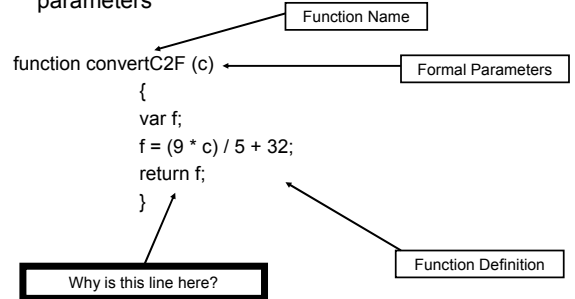 parameters
Function Name
function convertC2F (c)
Formal Parameters
{
var f;
f = (9 * c) / 5 + 32;
return f;
}
Function Definition
Why is this line here?